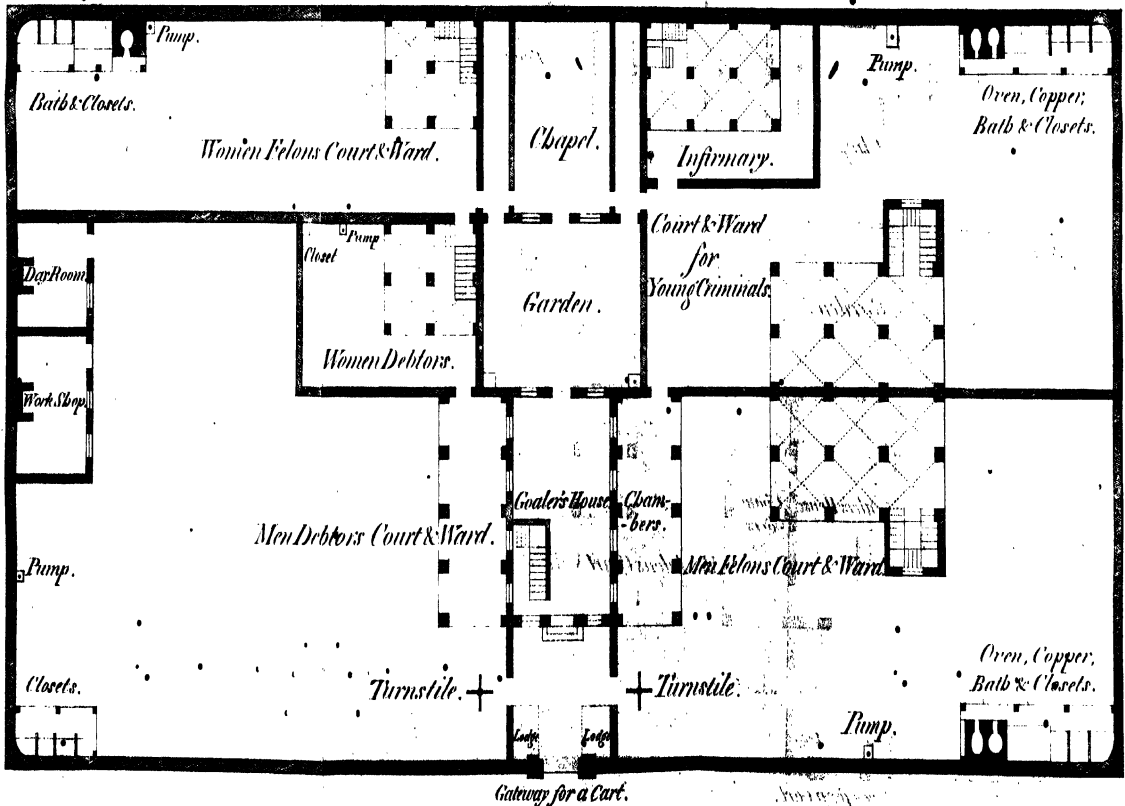 Pump.
Bath & Closets.
Women Felons Court & Ward.
Chapel.
Infirmary.
Pump.
Oven, Copper,
Bath & Closets.
Day Room.
Closet
Pump
Women Debtors.
Garden.
Court & Ward
for
Young Criminals.
Work Shop.
Goaler's House.
Cham-
-bers.
Men Debtors Court & Ward.
Men Felons Court & Ward.
Pump.
Closets.
Turnstile.
Turnstile.
Oven, Copper,
Bath & Closets.
Pump.
Lodge
Lodge
Gateway for a Cart.